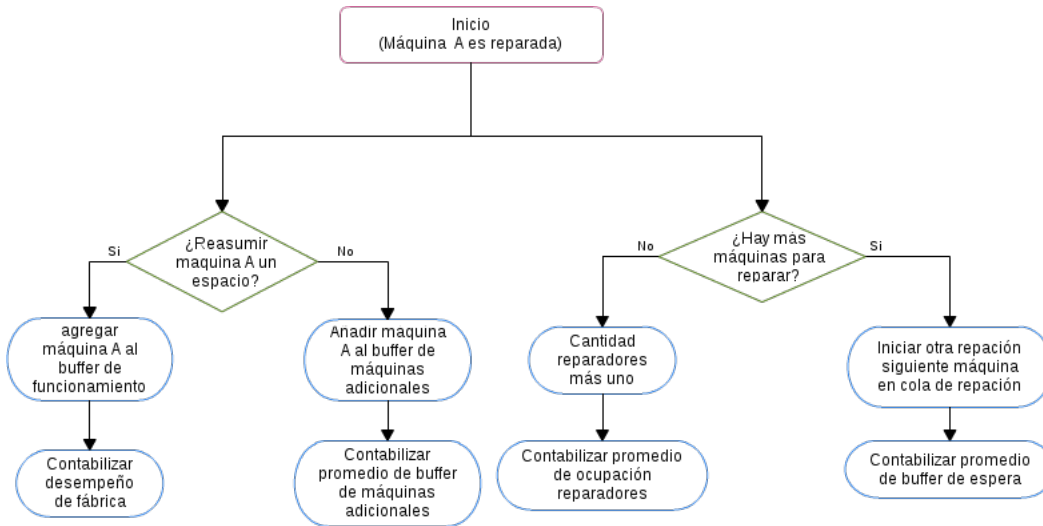 Inicio
(Máquina A es reparada)
¿Reasumir
maquina A un
espacio?
Si
No
¿Hay más
máquinas para
reparar?
No
Si
agregar
máquina A al
buffer de
funcionamiento
Añadir maquina
A al buffer de
máquinas
adicionales
Cantidad
reparadores
más uno
Iniciar otra repación
siguiente máquina
en cola de repación
Contabilizar
desempeño
de fábrica
Contabilizar
promedio de buffer
de máquinas
adicionales
Contabilizar promedio
de ocupación
reparadores
Contabilizar promedio
de buffer de espera